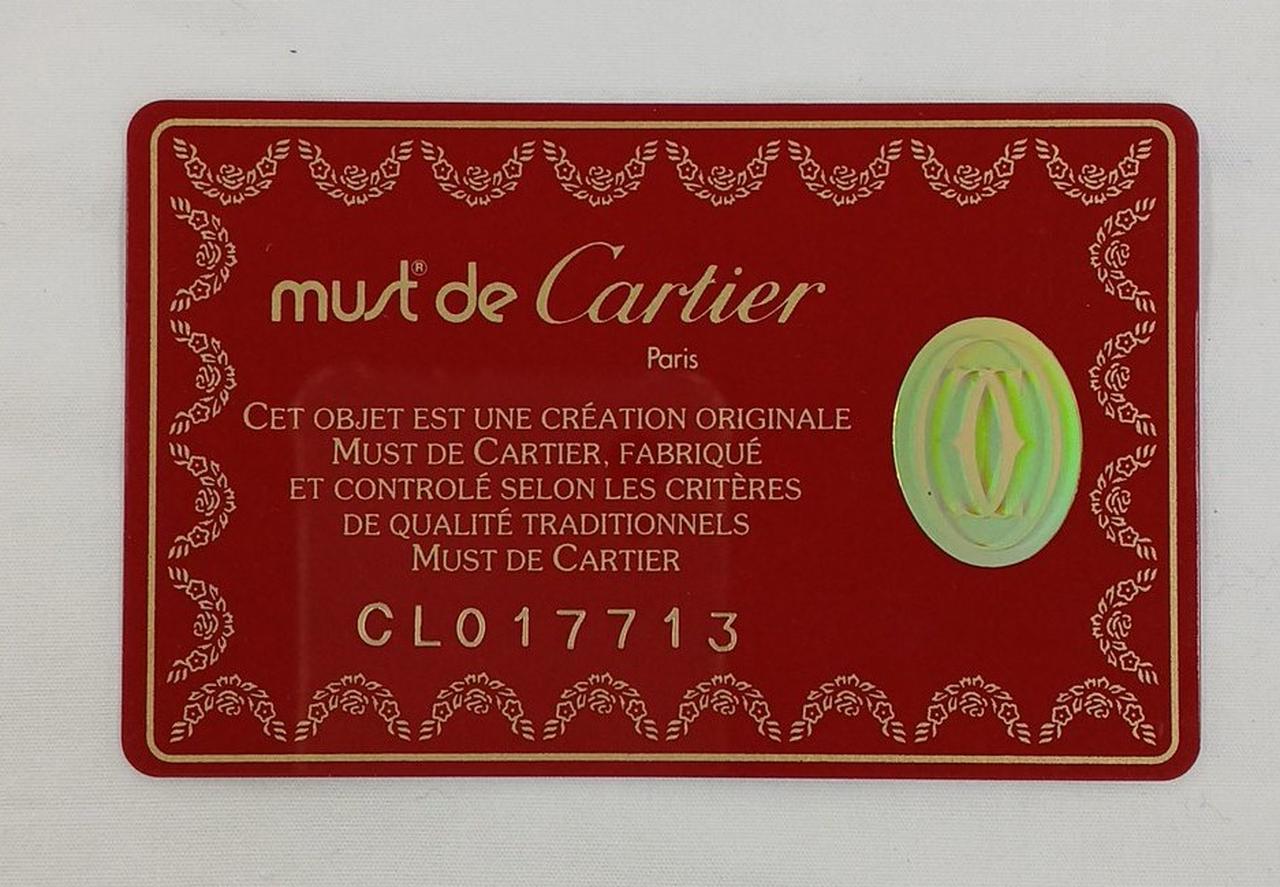 must® de Cartier
Paris
CET OBJET EST UNE CRÉATION ORIGINALE
MUST DE CARTIER, FABRIQUÉ
ET CONTROLÉ SELON LES CRITÈRES
DE QUALITÉ TRADITIONNELS
MUST DE CARTIER
CL017713